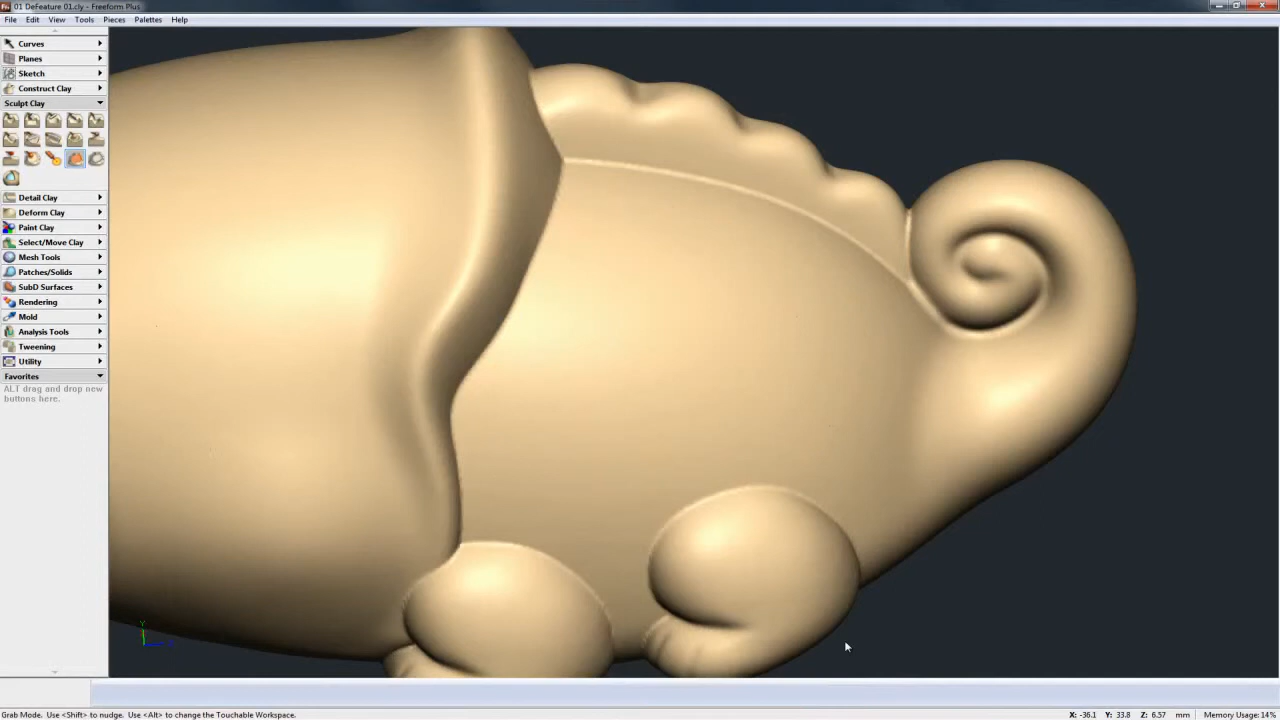 01 DeFeature 01.cly - Freeform Plus
File Edit View Tools Pieces Palettes Help
Curves
Planes
Sketch
Construct Clay
Sculpt Clay
Detail Clay
Deform Clay
Paint Clay
Select/Move Clay
Mesh Tools
Patches/Solids
SubD Surfaces
Rendering
Mold
Analysis Tools
Tweening
Utility
Favorites
ALT drag and drop new
buttons here.
Y
Grab Mode. Use <Shift> to nudge. Use <Alt> to change the Touchable Workspace. X: -36.1 Y: 33.8 Z: 6.57 mm Memory Usage: 14%